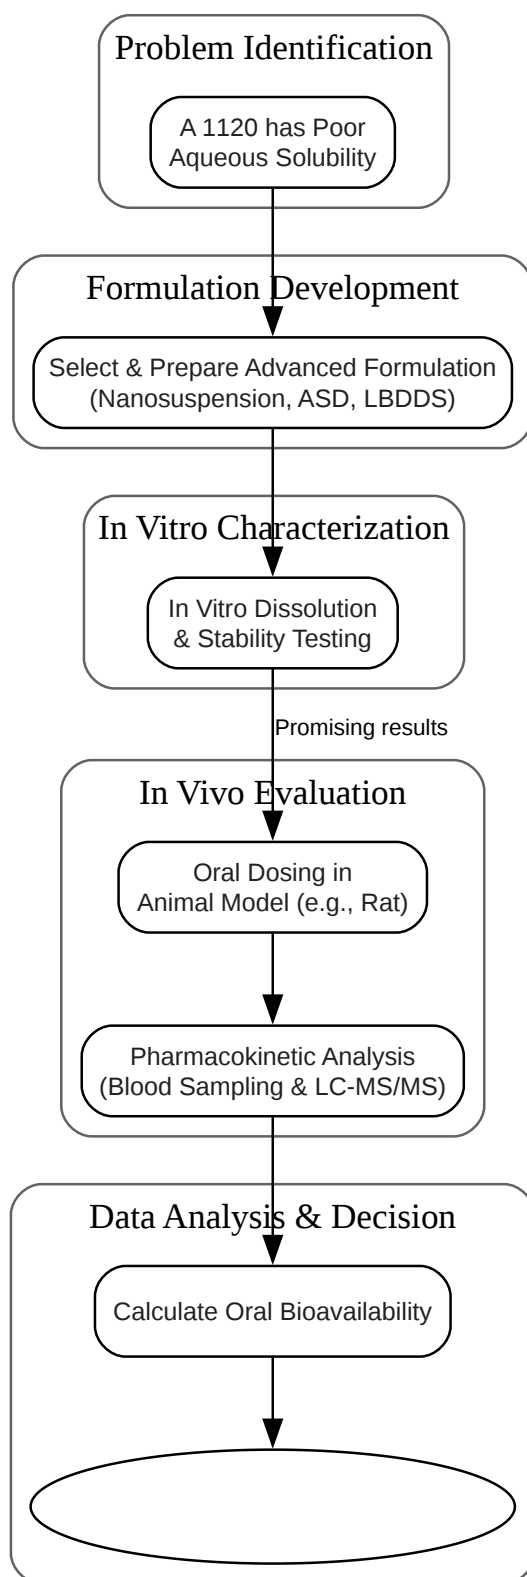 Problem Identification
A 1120 has Poor
Aqueous Solubility
Formulation Development
Select & Prepare Advanced Formulation
(Nanosuspension, ASD, LBDDS)
In Vitro Characterization
In Vitro Dissolution
& Stability Testing
Promising results
In Vivo Evaluation
Oral Dosing in
Animal Model (e.g., Rat)
Pharmacokinetic Analysis
(Blood Sampling & LC-MS/MS)
Data Analysis & Decision
Calculate Oral Bioavailability